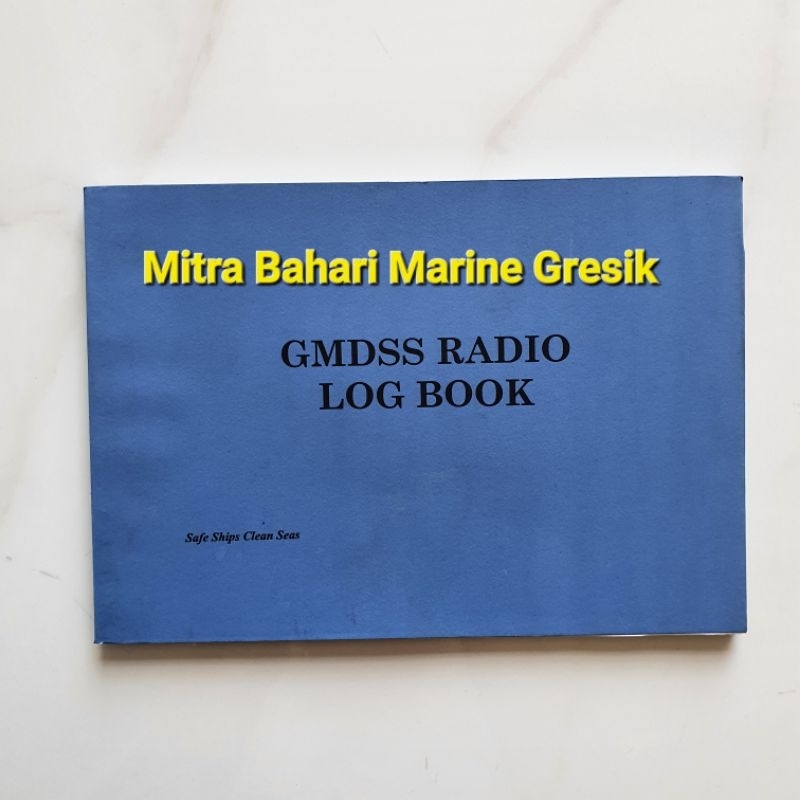 Mitra Bahari Marine Gresik
GMDSS RADIO
LOG BOOK
Safe Ships Clean Seas